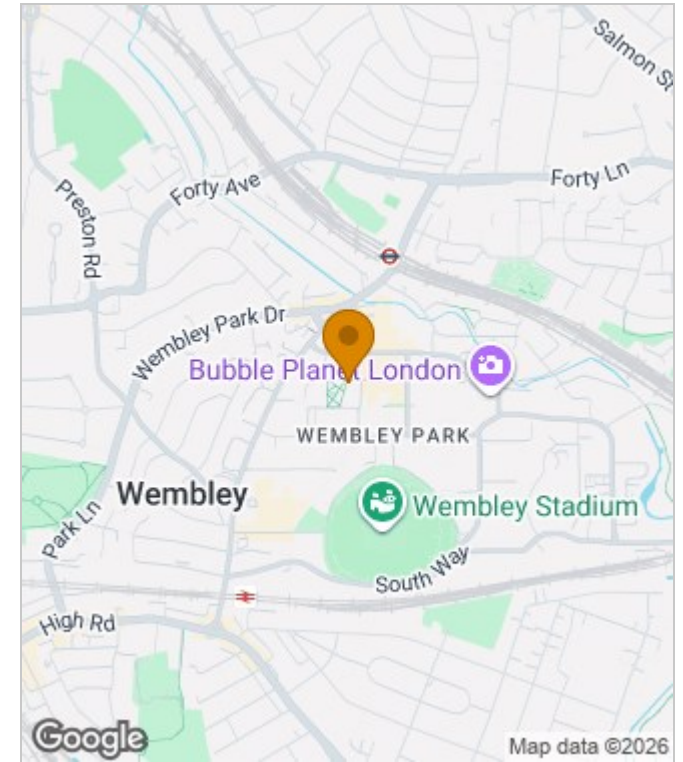 Salmon St
Forty Ln
Forty Ave
Preston Rd
Wembley Park Dr
Bubble Planet London
WEMBLEY PARK
Wembley
Wembley Stadium
Park Ln
South Way
High Rd
Google
Map data ©2026